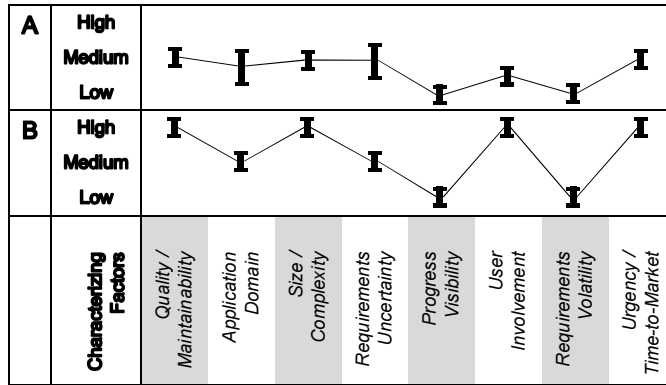 A
High
Medium
Low
B
High
Medium
Low
Characterizing
Factors
Quality /
Maintainability
Application
Domain
Size /
Complexity
Requirements
Uncertainty
Progress
Visibility
User
Involvement
Requirements
Volatility
Urgency /
Time-to-Market